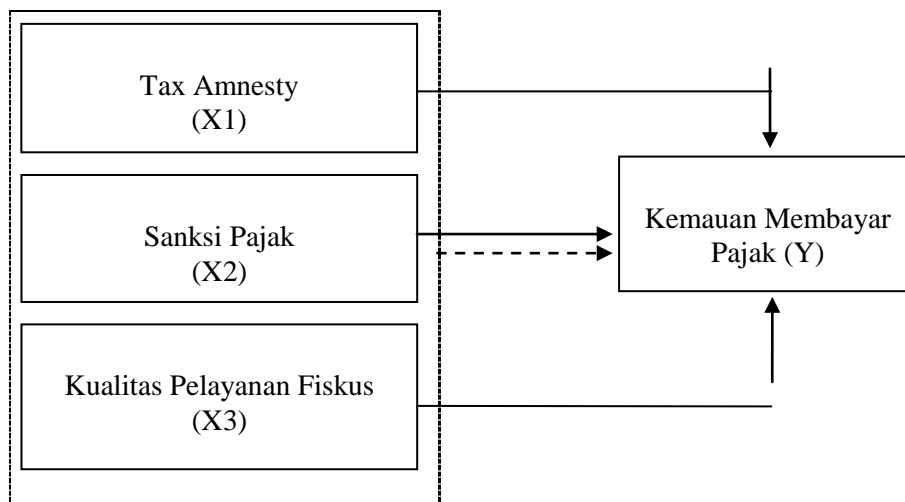 Tax Amnesty
(X1)
Sanksi Pajak
(X2)
Kualitas Pelayanan Fiskus
(X3)
Kemauan Membayar
Pajak (Y)